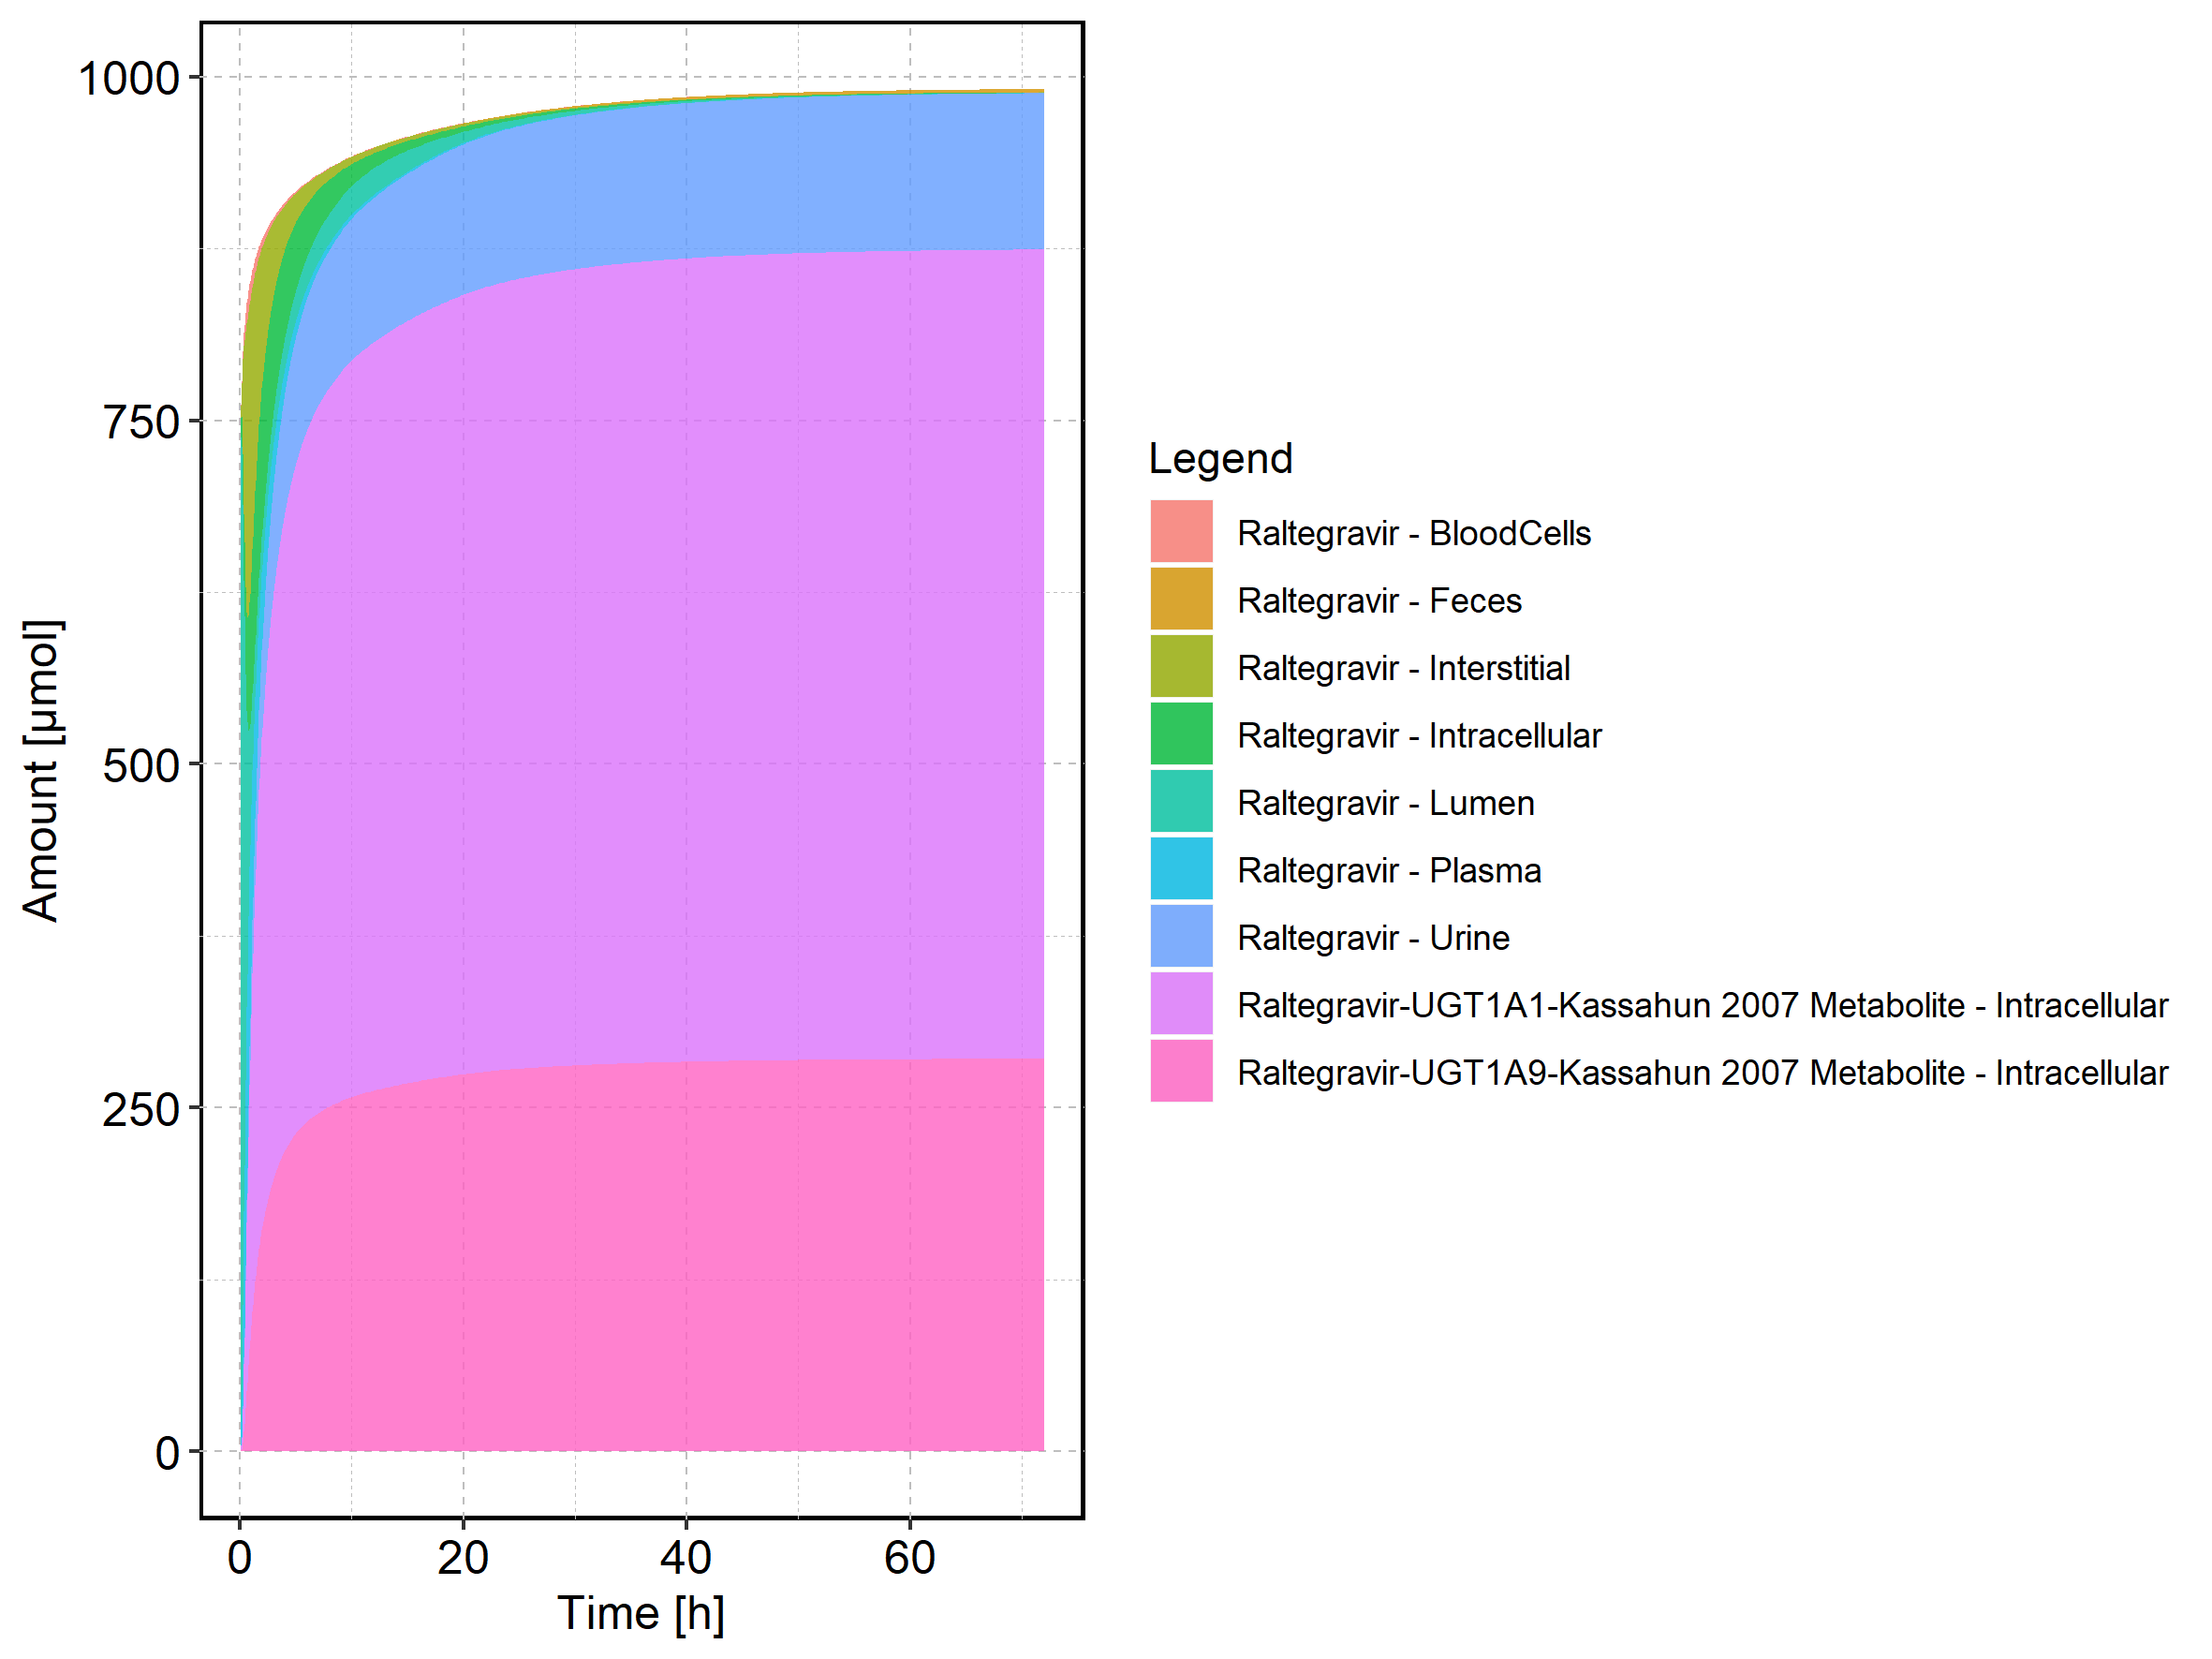 1000
750
500
250
0
Amount [µmol]
0 20 40 60
Time [h]
Legend
Raltegravir - BloodCells
Raltegravir - Feces
Raltegravir - Interstitial
Raltegravir - Intracellular
Raltegravir - Lumen
Raltegravir - Plasma
Raltegravir - Urine
Raltegravir-UGT1A1-Kassahun 2007 Metabolite - Intracellular
Raltegravir-UGT1A9-Kassahun 2007 Metabolite - Intracellular